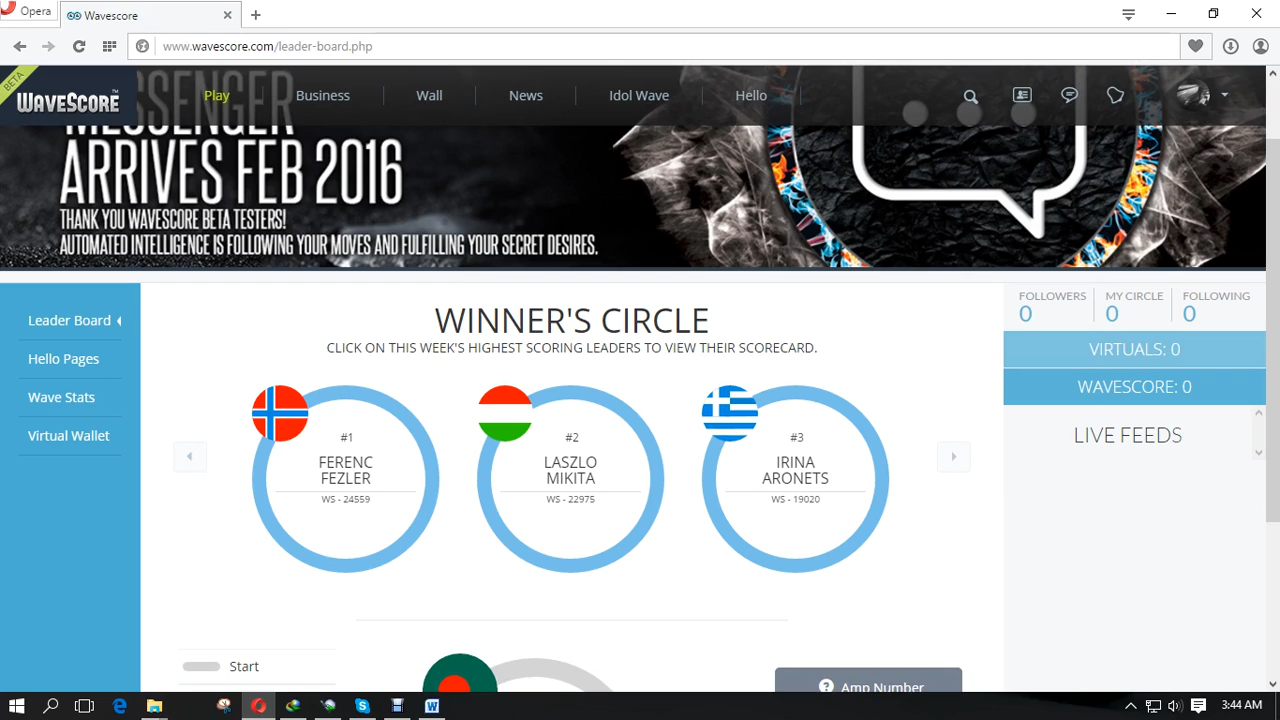 Opera
Wavescore
www.wavescore.com/leader-board.php
BETA
WAVESCORE™
Play
Business
Wall
News
Idol Wave
Hello
MESSENGER
ARRIVES FEB 2016
THANK YOU WAVESCORE BETA TESTERS!
AUTOMATED INTELLIGENCE IS FOLLOWING YOUR MOVES AND FULFILLING YOUR SECRET DESIRES.
Leader Board
Hello Pages
Wave Stats
Virtual Wallet
WINNER'S CIRCLE
CLICK ON THIS WEEK'S HIGHEST SCORING LEADERS TO VIEW THEIR SCORECARD.
#1
FERENC
FEZLER
WS - 24559
#2
LASZLO
MIKITA
WS - 22975
#3
IRINA
ARONETS
WS - 19020
Start
Amp Number
FOLLOWERS
0
MY CIRCLE
0
FOLLOWING
0
VIRTUALS: 0
WAVESCORE: 0
LIVE FEEDS
3:44 AM